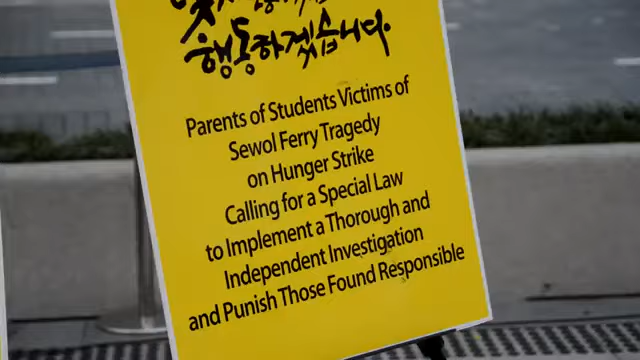 행동하겠습니다.
Parents of Students Victims of
Sewol Ferry Tragedy
on Hunger Strike
Calling for a Special Law
to Implement a Thorough and
Independent Investigation
and Punish Those Found Responsible